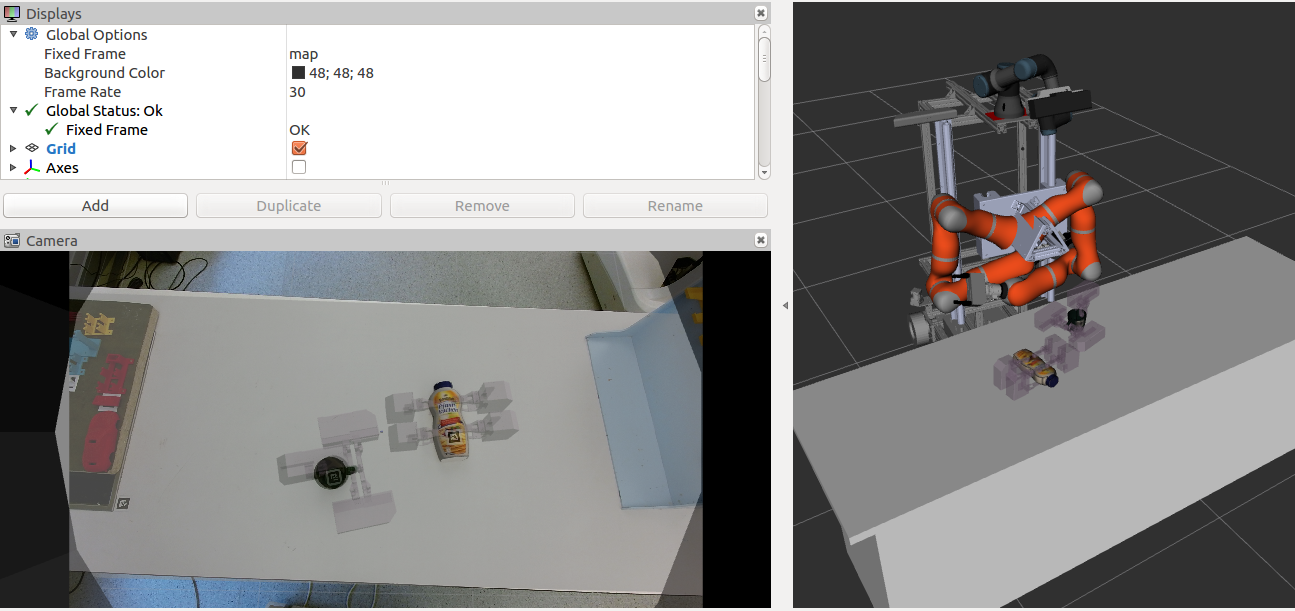 Displays
Global Options
Fixed Frame map
Background Color 48; 48; 48
Frame Rate 30
Global Status: Ok
Fixed Frame OK
Grid
Axes
Add Duplicate Remove Rename
Camera